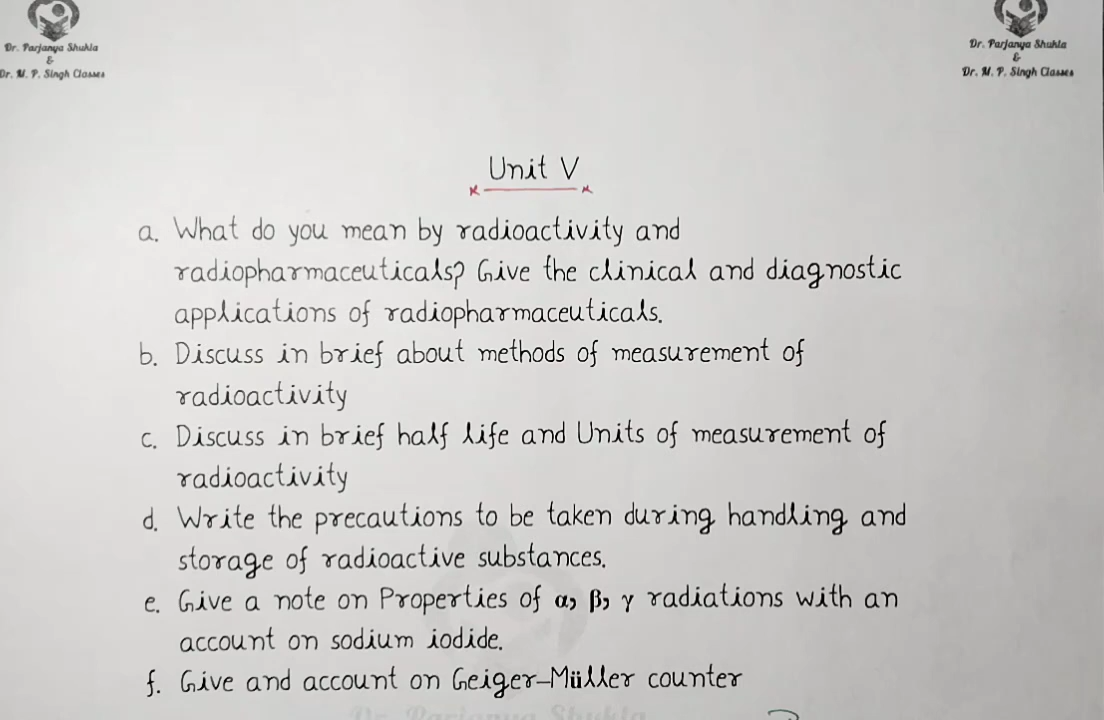 Dr. Parjanya Shukla
&
Dr. M. P. Singh Classes
Dr. Parjanya Shukla
&
Dr. M. P. Singh Classes
Unit V
a. What do you mean by radioactivity and
radiopharmaceuticals? Give the clinical and diagnostic
applications of radiopharmaceuticals.
b. Discuss in brief about methods of measurement of
radioactivity
c. Discuss in brief half life and Units of measurement of
radioactivity
d. Write the precautions to be taken during handling and
storage of radioactive substances.
e. Give a note on Properties of α, β, γ radiations with an
account on sodium iodide.
f. Give and account on Geiger-Müller counter
Dr. Parjanya Shukla